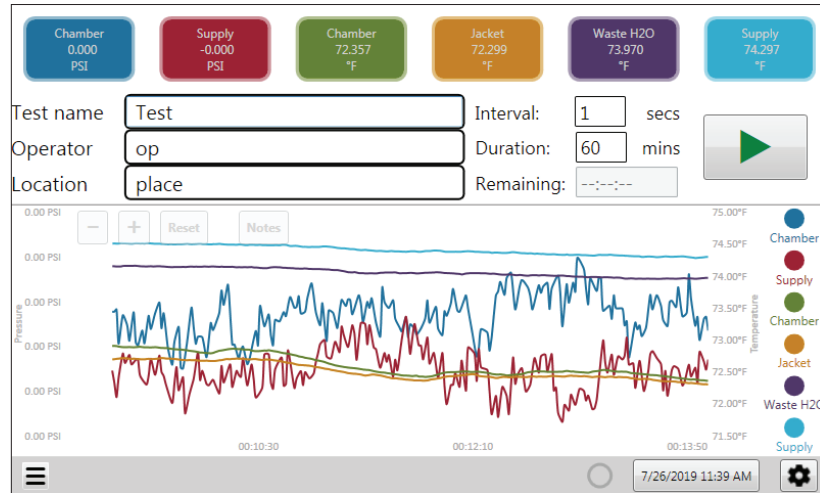 Chamber
0.000
PSI
Supply
-0.000
PSI
Chamber
72.357
°F
Jacket
72.299
°F
Waste H2O
73.970
°F
Supply
74.297
°F
Test name Test Interval: 1 secs
Operator op Duration: 60 mins
Location place Remaining: --:--:--
0.00 PSI
0.00 PSI
0.00 PSI
0.00 PSI
0.00 PSI
0.00 PSI
Pressure
− + Reset Notes
75.00°F
74.50°F
74.00°F
73.50°F
73.00°F
72.50°F
72.00°F
71.50°F
Temperature
Chamber
Supply
Chamber
Jacket
Waste H2O
Supply
00:10:30 00:12:10 00:13:50
7/26/2019 11:39 AM